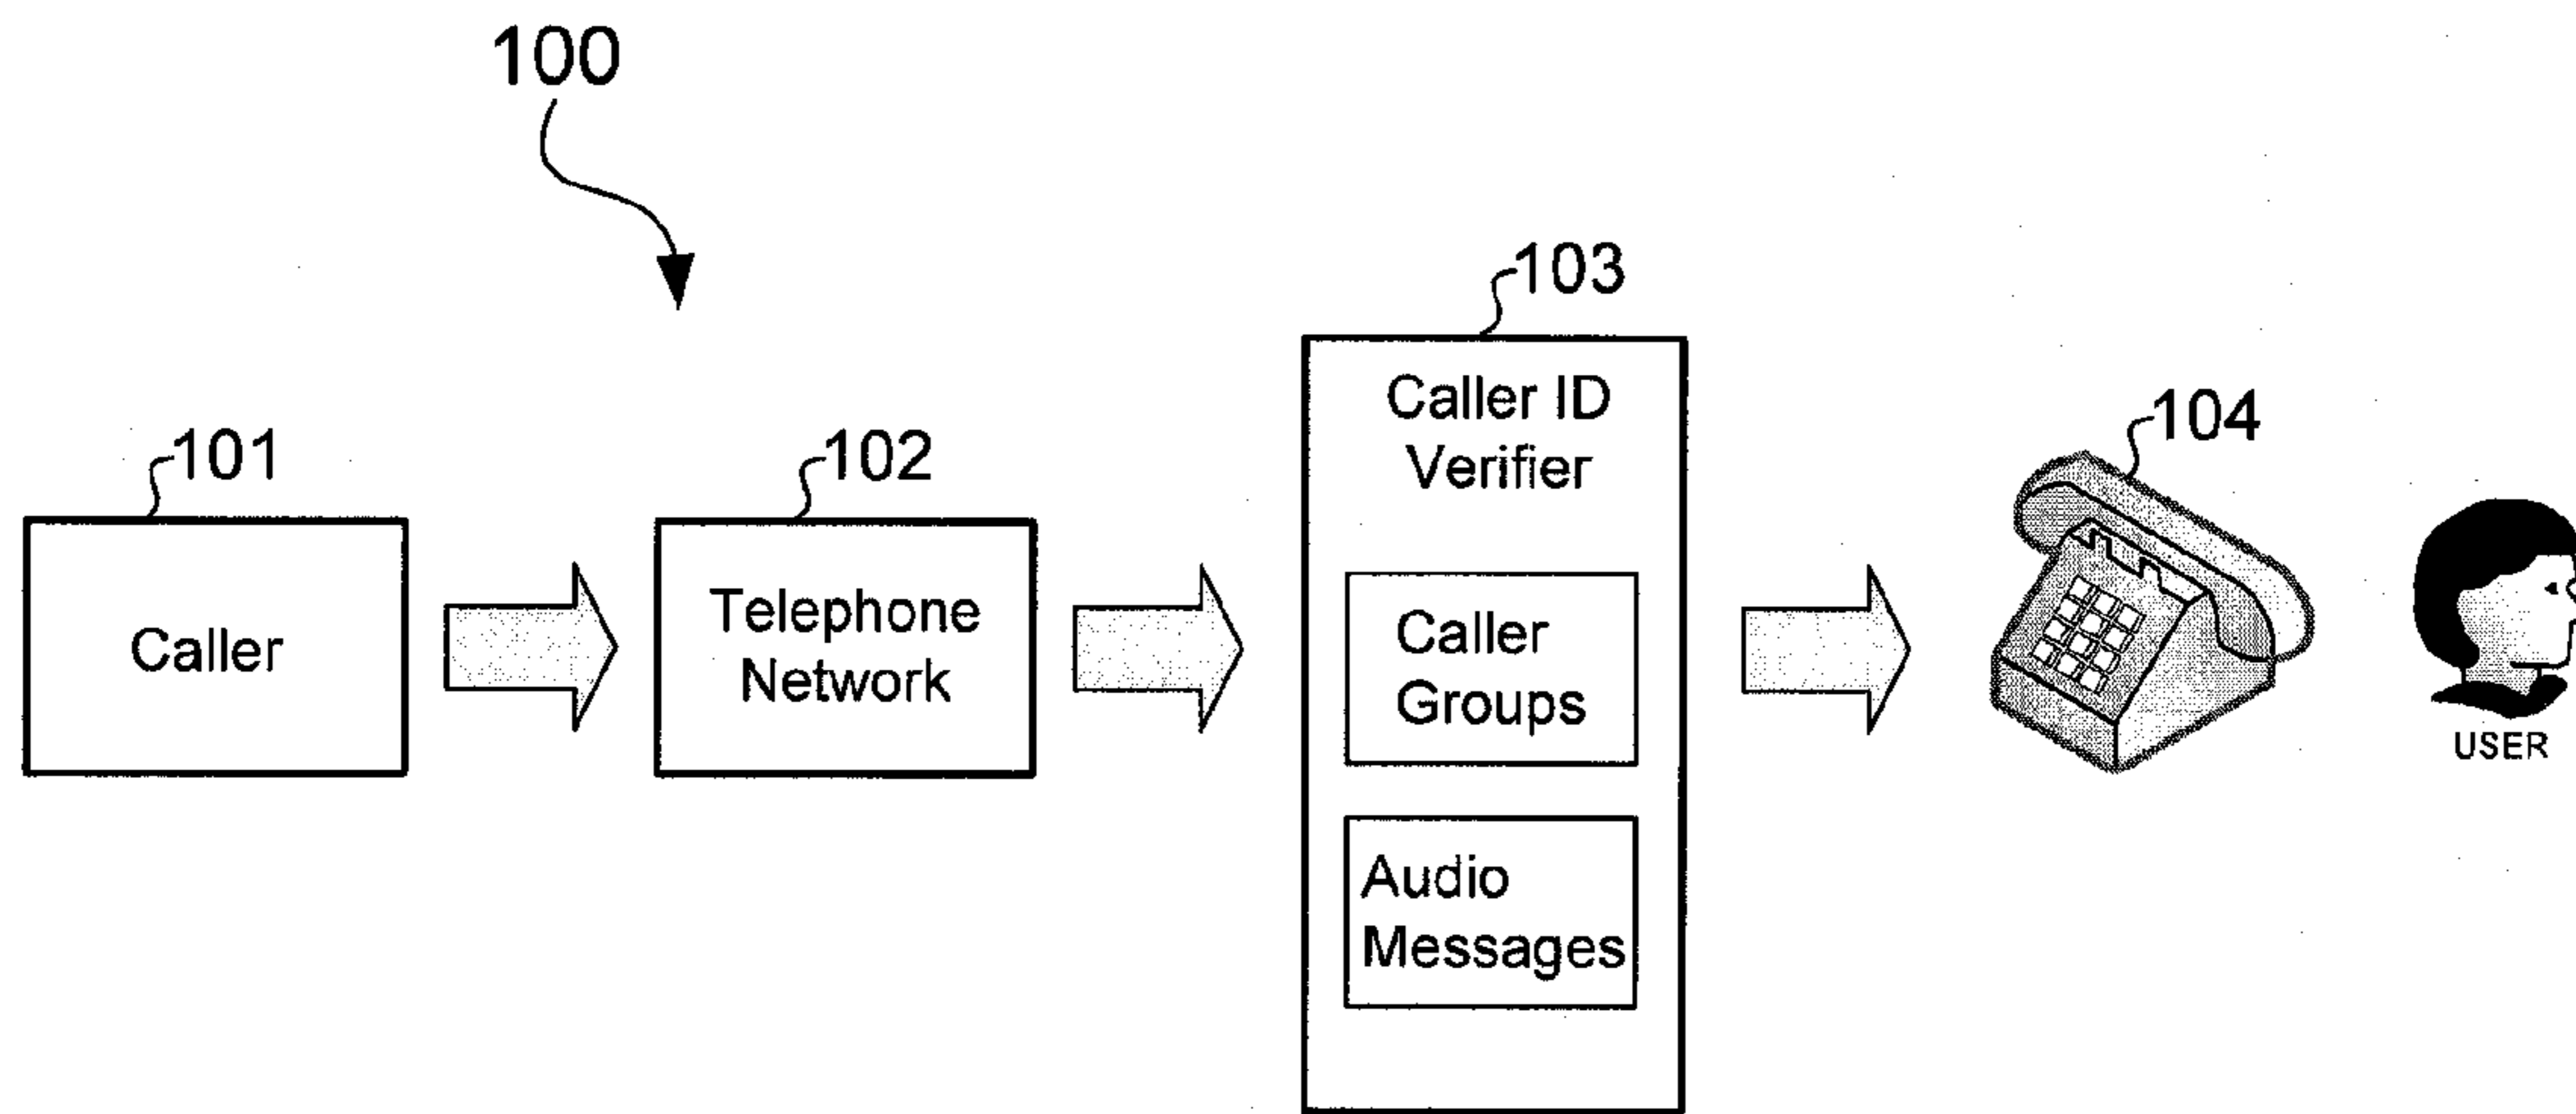 100
103
Caller ID
Verifier
104
101
102
Caller
Telephone
Network
Caller
Groups
USER
Audio
Messages